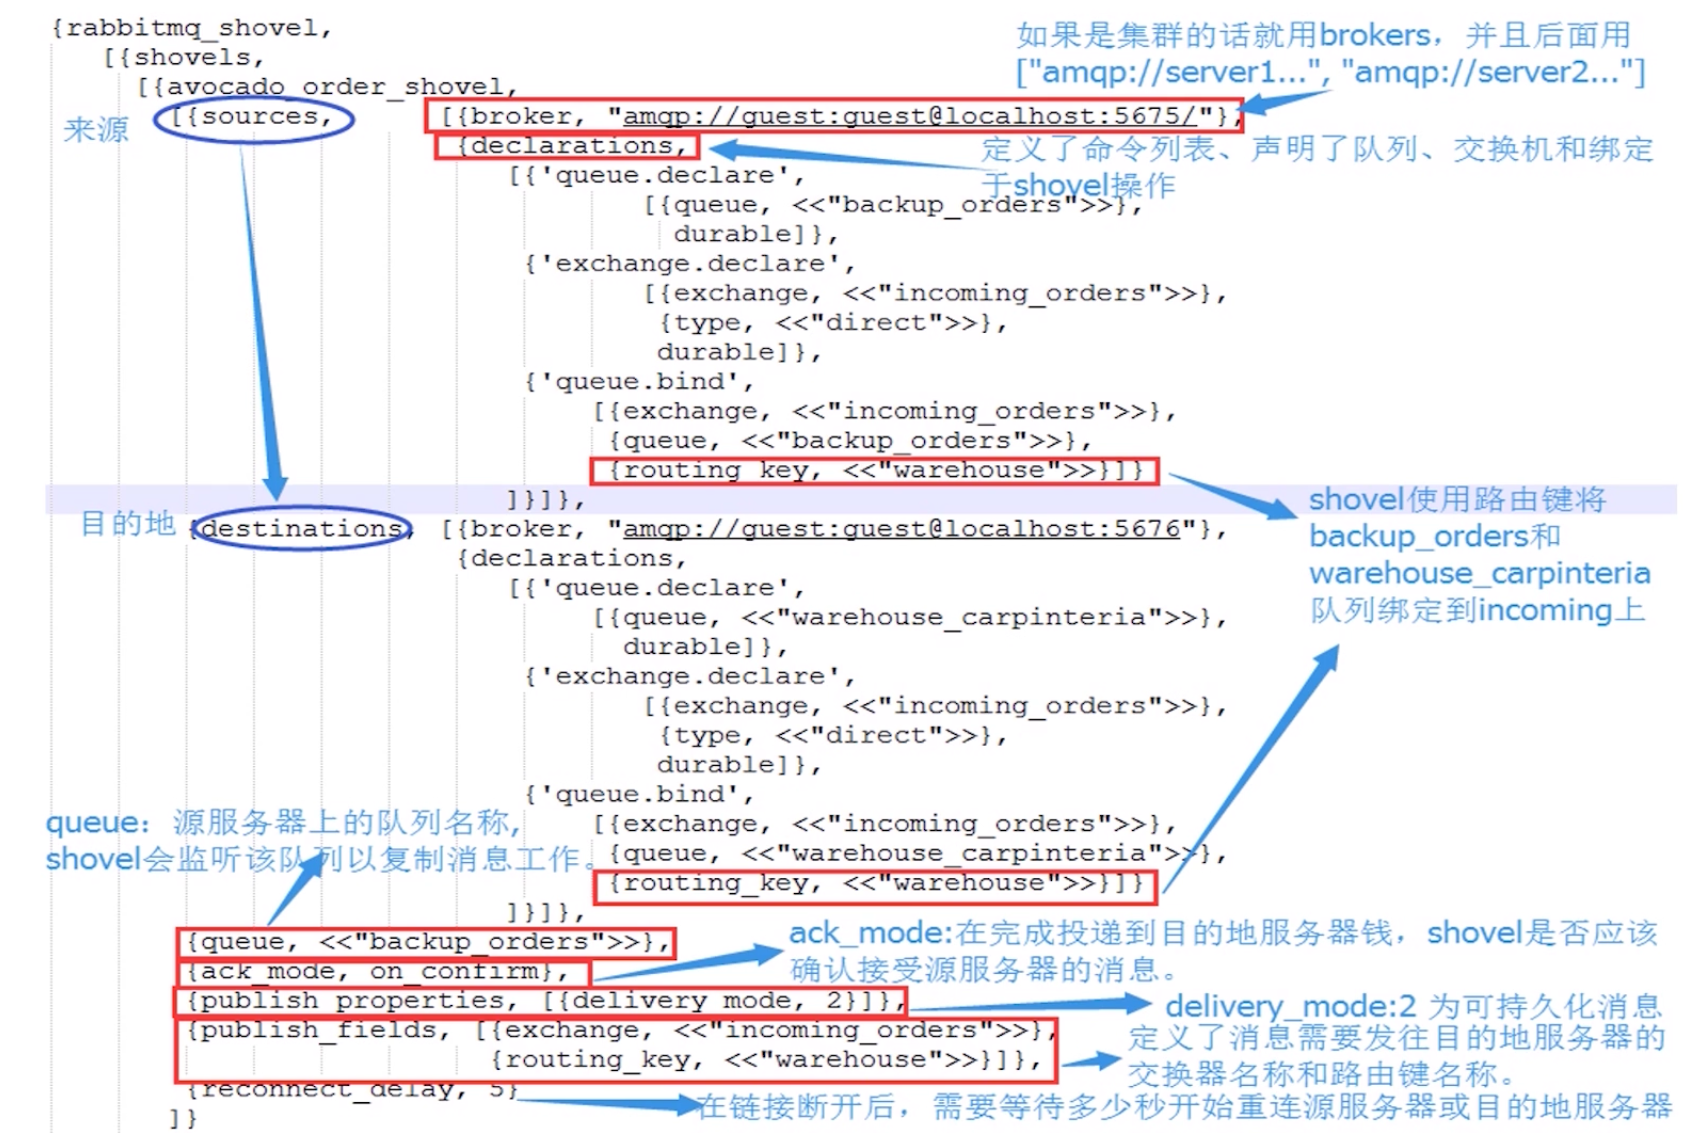 {rabbitmq_shovel,
[{shovels,
[{avocado_order_shovel,
如果是集群的话就用brokers，并且后面用
["amqp://server1...", "amqp://server2..."]
来源
[{sources, [{broker, "amqp://guest:guest@localhost:5675/"},
{declarations,
定义了命令列表、声明了队列、交换机和绑定
于shovel操作
[{'queue.declare',
[{queue, <<"backup_orders">>},
durable]},
{'exchange.declare',
[{exchange, <<"incoming_orders">>},
{type, <<"direct">>},
durable]},
{'queue.bind',
[{exchange, <<"incoming_orders">>},
{queue, <<"backup_orders">>},
{routing_key, <<"warehouse">>}]}
]}]},
shovel使用路由键将
backup_orders和
warehouse_carpinteria
队列绑定到incoming上
目的地
{destinations, [{broker, "amqp://guest:guest@localhost:5676"},
{declarations,
[{'queue.declare',
[{queue, <<"warehouse_carpinteria">>},
durable]},
{'exchange.declare',
[{exchange, <<"incoming_orders">>},
{type, <<"direct">>},
durable]},
{'queue.bind',
[{exchange, <<"incoming_orders">>},
{queue, <<"warehouse_carpinteria">>},
{routing_key, <<"warehouse">>}]}
]}]},
queue：源服务器上的队列名称，
shovel会监听该队列以复制消息工作。
{queue, <<"backup_orders">>},
{ack_mode, on_confirm},
ack_mode:在完成投递到目的地服务器钱，shovel是否应该
确认接受源服务器的消息。
{publish_properties, [{delivery_mode, 2}]},
delivery_mode:2 为可持久化消息
{publish_fields, [{exchange, <<"incoming_orders">>},
{routing_key, <<"warehouse">>}]},
定义了消息需要发往目的地服务器的
交换器名称和路由键名称。
{reconnect_delay, 5}
在链接断开后，需要等待多少秒开始重连源服务器或目的地服务器
]}